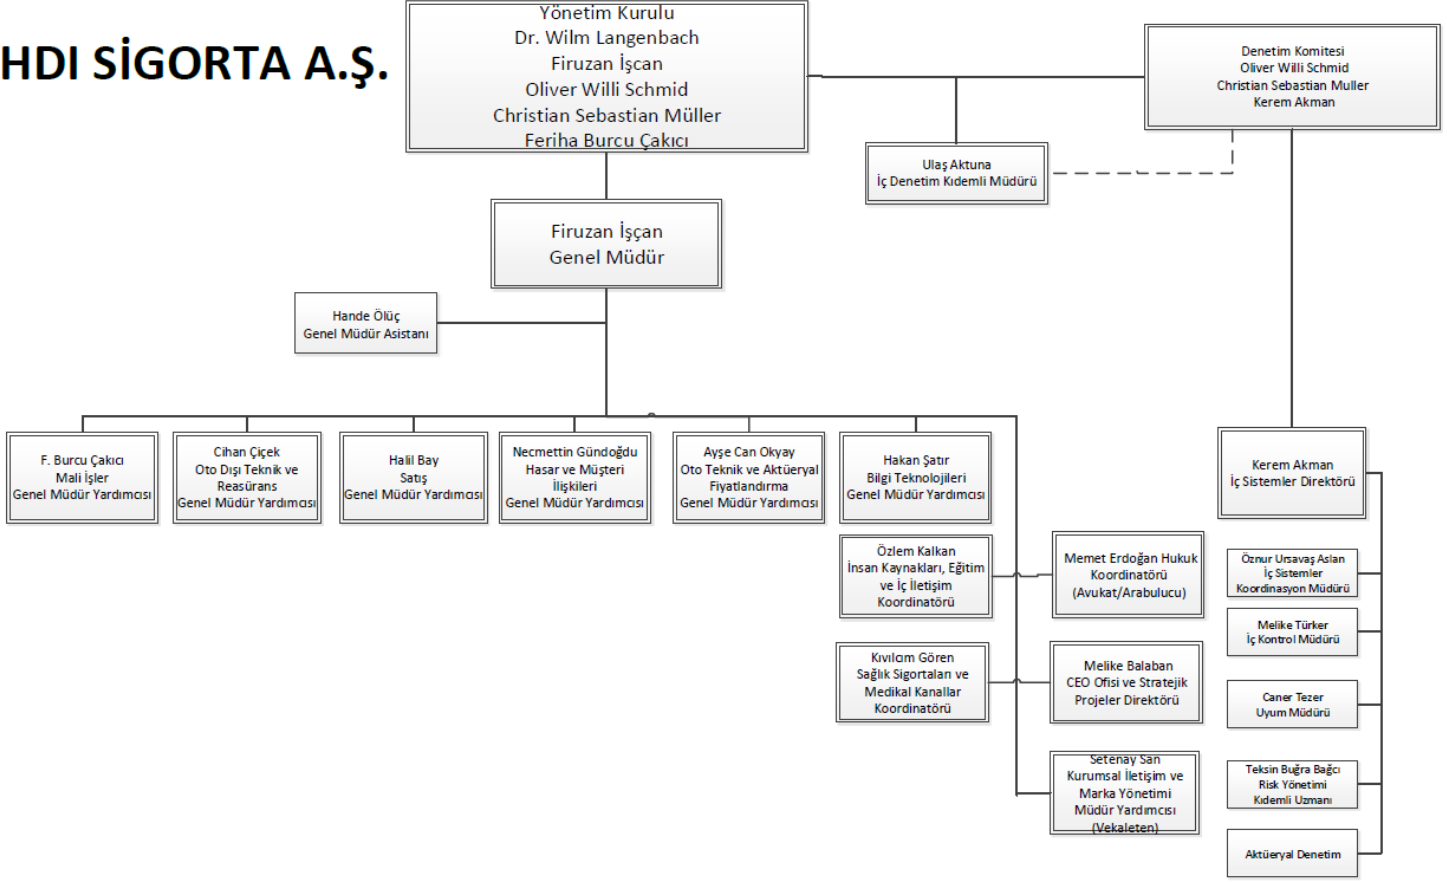 HDI SİGORTA A.Ş.
Yönetim Kurulu
Dr. Wilm Langenbach
Firuzan İşcan
Oliver Willi Schmid
Christian Sebastian Müller
Feriha Burcu Çakıcı
Denetim Komitesi
Oliver Willi Schmid
Christian Sebastian Muller
Kerem Akman
Ulaş Aktuna
İç Denetim Kıdemli Müdürü
Firuzan İşçan
Genel Müdür
Hande Ölüç
Genel Müdür Asistanı
F. Burcu Çakıcı
Mali İşler
Genel Müdür Yardımcısı
Cihan Çiçek
Oto Dışı Teknik ve
Reasürans
Genel Müdür Yardımcısı
Halil Bay
Satış
Genel Müdür Yardımcısı
Necmettin Gündoğdu
Hasar ve Müşteri
İlişkileri
Genel Müdür Yardımcısı
Ayşe Can Okyay
Oto Teknik ve Aktüeryal
Fiyatlandırma
Genel Müdür Yardımcısı
Hakan Şatır
Bilgi Teknolojileri
Genel Müdür Yardımcısı
Kerem Akman
İç Sistemler Direktörü
Özlem Kalkan
İnsan Kaynakları, Eğitim
ve İç İletişim
Koordinatörü
Memet Erdoğan Hukuk
Koordinatörü
(Avukat/Arabulucu)
Öznur Ursavaş Aslan
İç Sistemler
Koordinasyon Müdürü
Melike Türker
İç Kontrol Müdürü
Kıvılcım Gören
Sağlık Sigortaları ve
Medikal Kanallar
Koordinatörü
Melike Balaban
CEO Ofisi ve Stratejik
Projeler Direktörü
Caner Tezer
Uyum Müdürü
Setenay San
Kurumsal İletişim ve
Marka Yönetimi
Müdür Yardımcısı
(Vekaleten)
Teksin Buğra Bağcı
Risk Yönetimi
Kıdemli Uzmanı
Aktüeryal Denetim